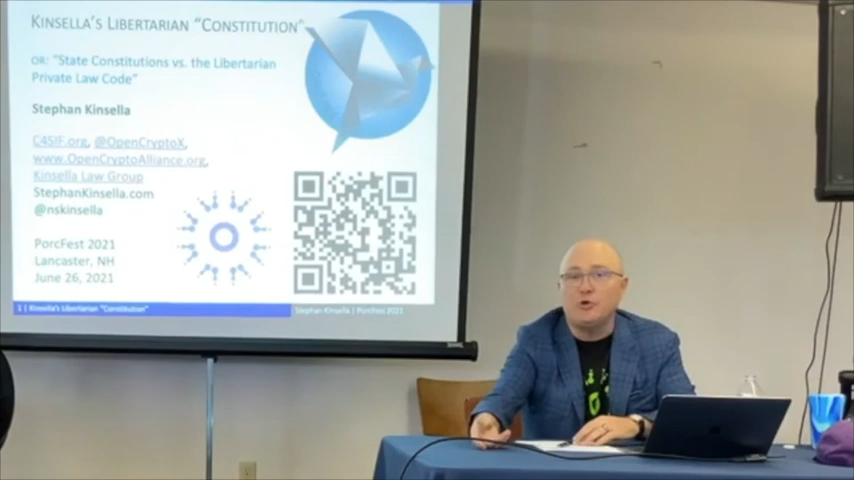 KINSELLA'S LIBERTARIAN "CONSTITUTION"
OR: "State Constitutions vs. the Libertarian
Private Law Code"
Stephan Kinsella
C4SIF.org, @OpenCryptoX,
www.OpenCryptoAlliance.org,
Kinsella Law Group
StephanKinsella.com
@nskinsella
PorcFest 2021
Lancaster, NH
June 26, 2021
1 | Kinsella's Libertarian "Constitution"
Stephan Kinsella | PorcFest 2021